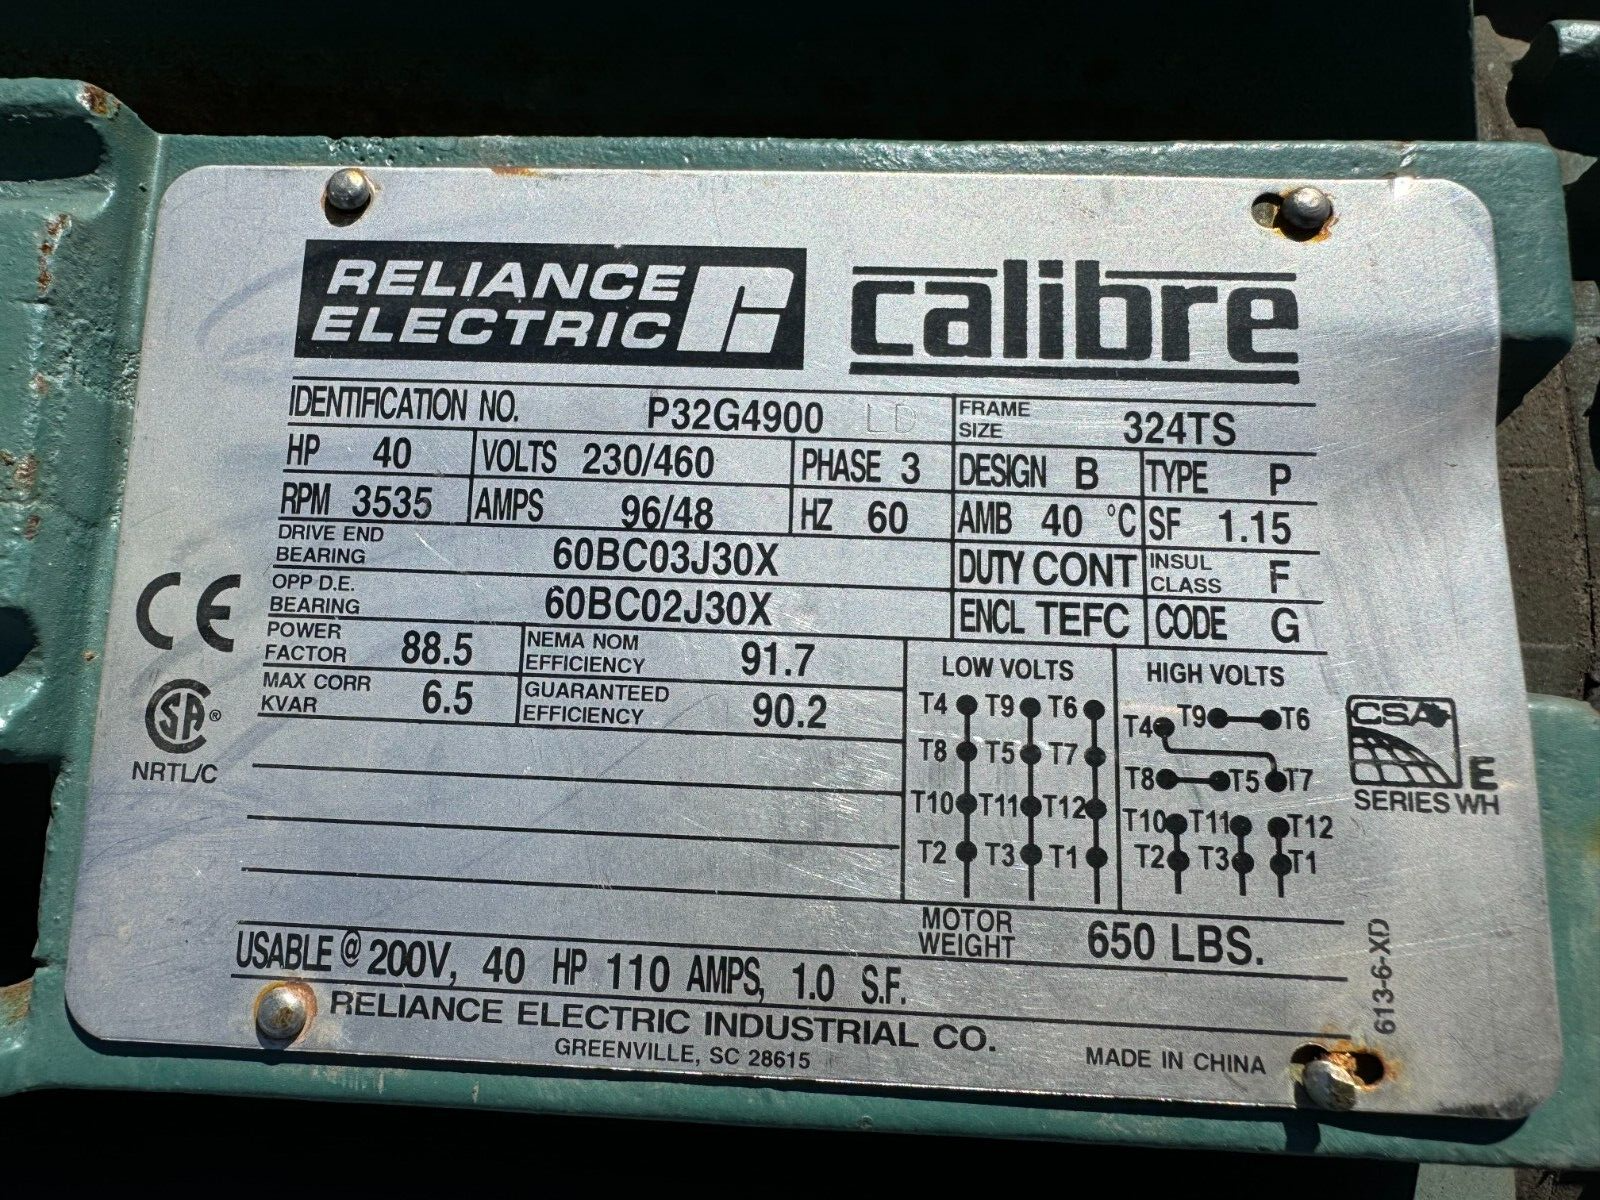 RELIANCE ELECTRIC calibre
IDENTIFICATION NO. P32G4900 LD FRAME SIZE 324TS
HP 40 VOLTS 230/460 PHASE 3 DESIGN B TYPE P
RPM 3535 AMPS 96/48 HZ 60 AMB 40 °C SF 1.15
DRIVE END BEARING 60BC03J30X DUTY CONT INSUL CLASS F
OPP D.E. BEARING 60BC02J30X ENCL TEFC CODE G
POWER FACTOR 88.5 NEMA NOM EFFICIENCY 91.7
MAX CORR KVAR 6.5 GUARANTEED EFFICIENCY 90.2
LOW VOLTS
T4 T9 T6
T8 T5 T7
T10 T11 T12
T2 T3 T1
HIGH VOLTS
T4 T9 T6
T8 T5 T7
T10 T11 T12
T2 T3 T1
MOTOR WEIGHT 650 LBS.
USABLE @ 200V, 40 HP 110 AMPS, 1.0 S.F.
RELIANCE ELECTRIC INDUSTRIAL CO.
GREENVILLE, SC 28615
MADE IN CHINA
CE
SA ®
NRTL/C
CSA E
SERIES WH
613-6-XD